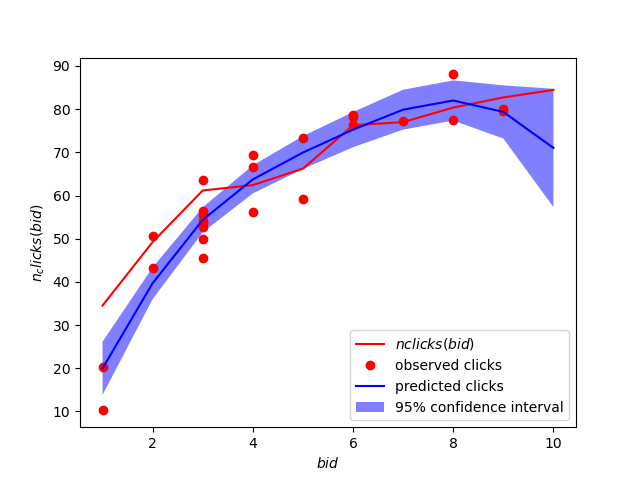 90
80
70
60
50
40
30
20
10
n_clicks(bid)
2
4
6
8
10
bid
nclicks(bid)
observed clicks
predicted clicks
95% confidence interval